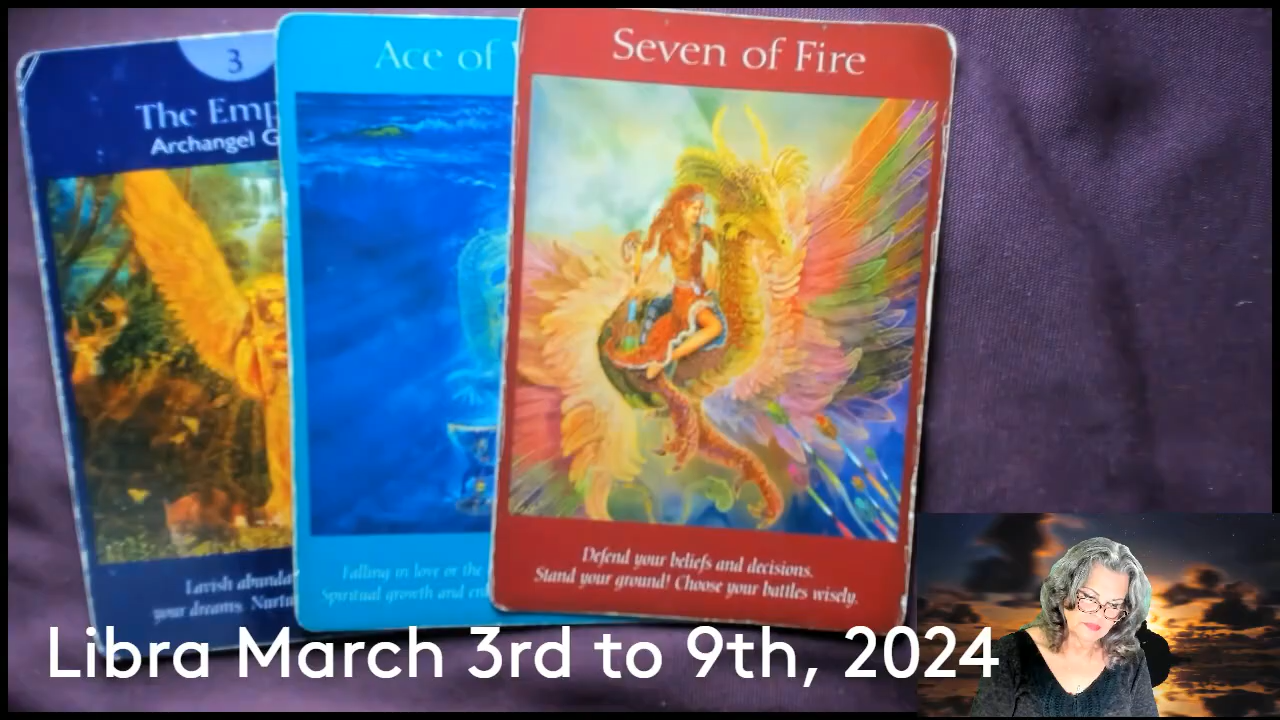 3
The Emp
Archangel G
Lavish abunda
your dreams. Nurtu
Ace of
Falling in love or the
Spiritual growth and en
Seven of Fire
Defend your beliefs and decisions.
Stand your ground! Choose your battles wisely.
Libra March 3rd to 9th, 2024